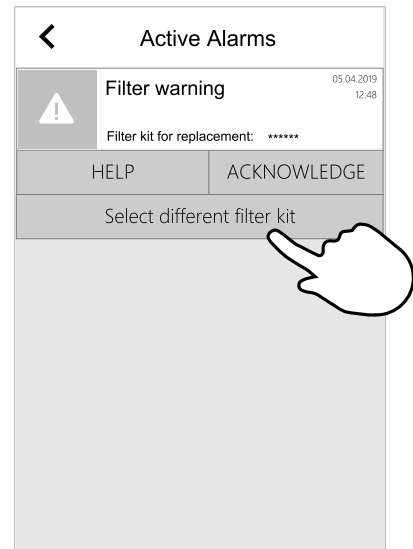 Active Alarms
Filter warning
05.04.2019
12:48
Filter kit for replacement: ******
HELP
ACKNOWLEDGE
Select different filter kit